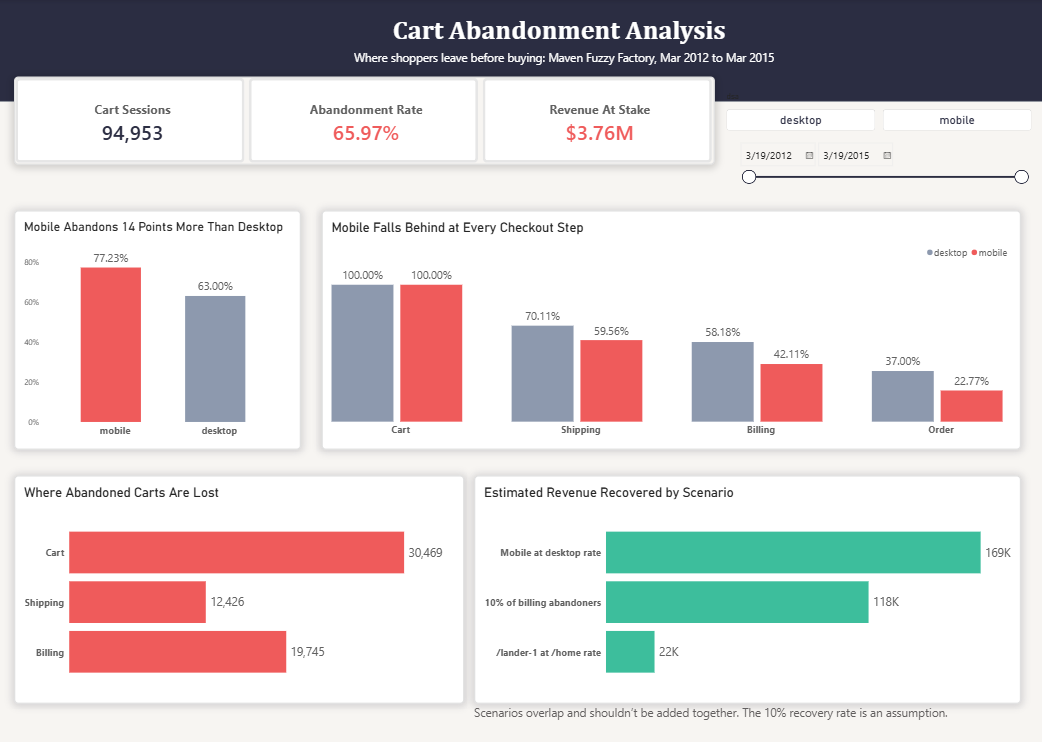 Cart Abandonment Analysis
Where shoppers leave before buying: Maven Fuzzy Factory, Mar 2012 to Mar 2015
Cart Sessions
94,953
Abandonment Rate
65.97%
Revenue At Stake
$3.76M
desktop
mobile
3/19/2012
3/19/2015
Mobile Abandons 14 Points More Than Desktop
80%
60%
40%
20%
0%
77.23%
63.00%
mobile
desktop
Mobile Falls Behind at Every Checkout Step
desktop
mobile
100.00%
100.00%
70.11%
59.56%
58.18%
42.11%
37.00%
22.77%
Cart
Shipping
Billing
Order
Where Abandoned Carts Are Lost
Cart
30,469
Shipping
12,426
Billing
19,745
Estimated Revenue Recovered by Scenario
Mobile at desktop rate
169K
10% of billing abandoners
118K
/lander-1 at /home rate
22K
Scenarios overlap and shouldn't be added together. The 10% recovery rate is an assumption.